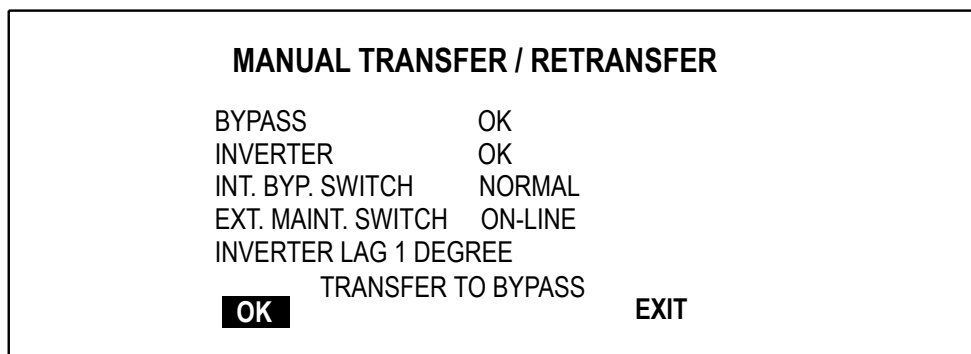 MANUAL TRANSFER / RETRANSFER
BYPASS OK
INVERTER OK
INT. BYP. SWITCH NORMAL
EXT. MAINT. SWITCH ON-LINE
INVERTER LAG 1 DEGREE
TRANSFER TO BYPASS
OK EXIT